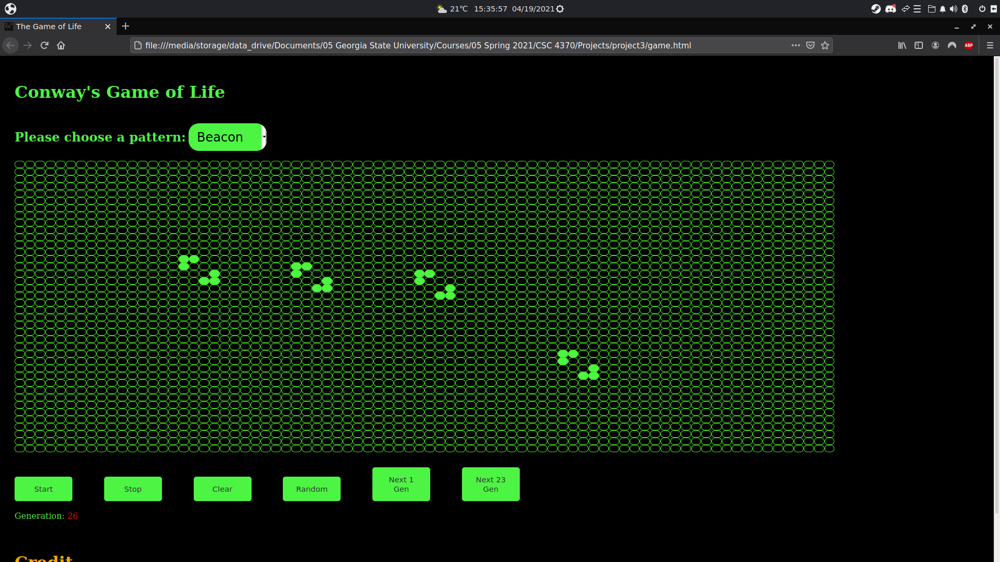 21℃ 15:35:57 04/19/2021
The Game of Life
file:///media/storage/data_drive/Documents/05 Georgia State University/Courses/05 Spring 2021/CSC 4370/Projects/project3/game.html
ABP
Conway's Game of Life
Please choose a pattern: Beacon
Start
Stop
Clear
Random
Next 1
Gen
Next 23
Gen
Generation: 26
Credit